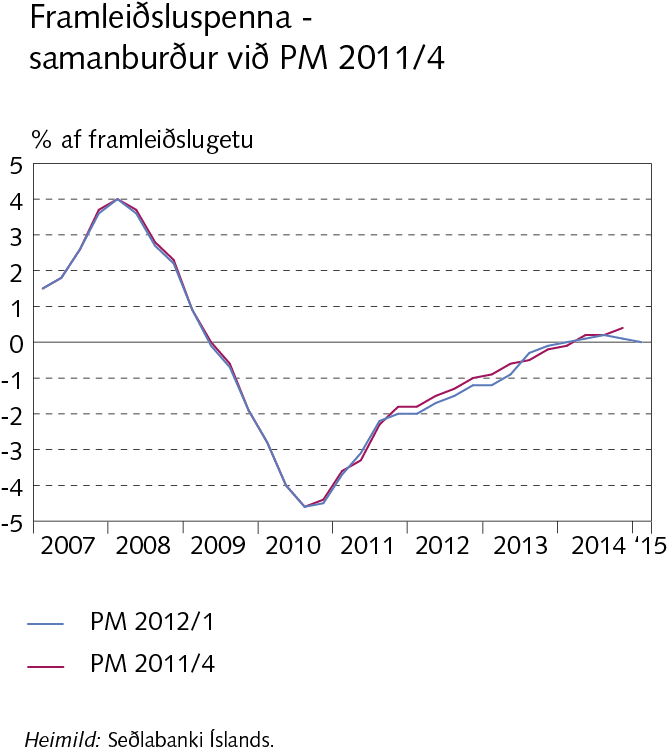 Framleiðsluspenna -
samanburður við PM 2011/4
% af framleiðslugetu
5
4
3
2
1
0
-1
-2
-3
-4
-5
2007 2008 2009 2010 2011 2012 2013 2014 ‘15
PM 2012/1
PM 2011/4
Heimild: Seðlabanki Íslands.